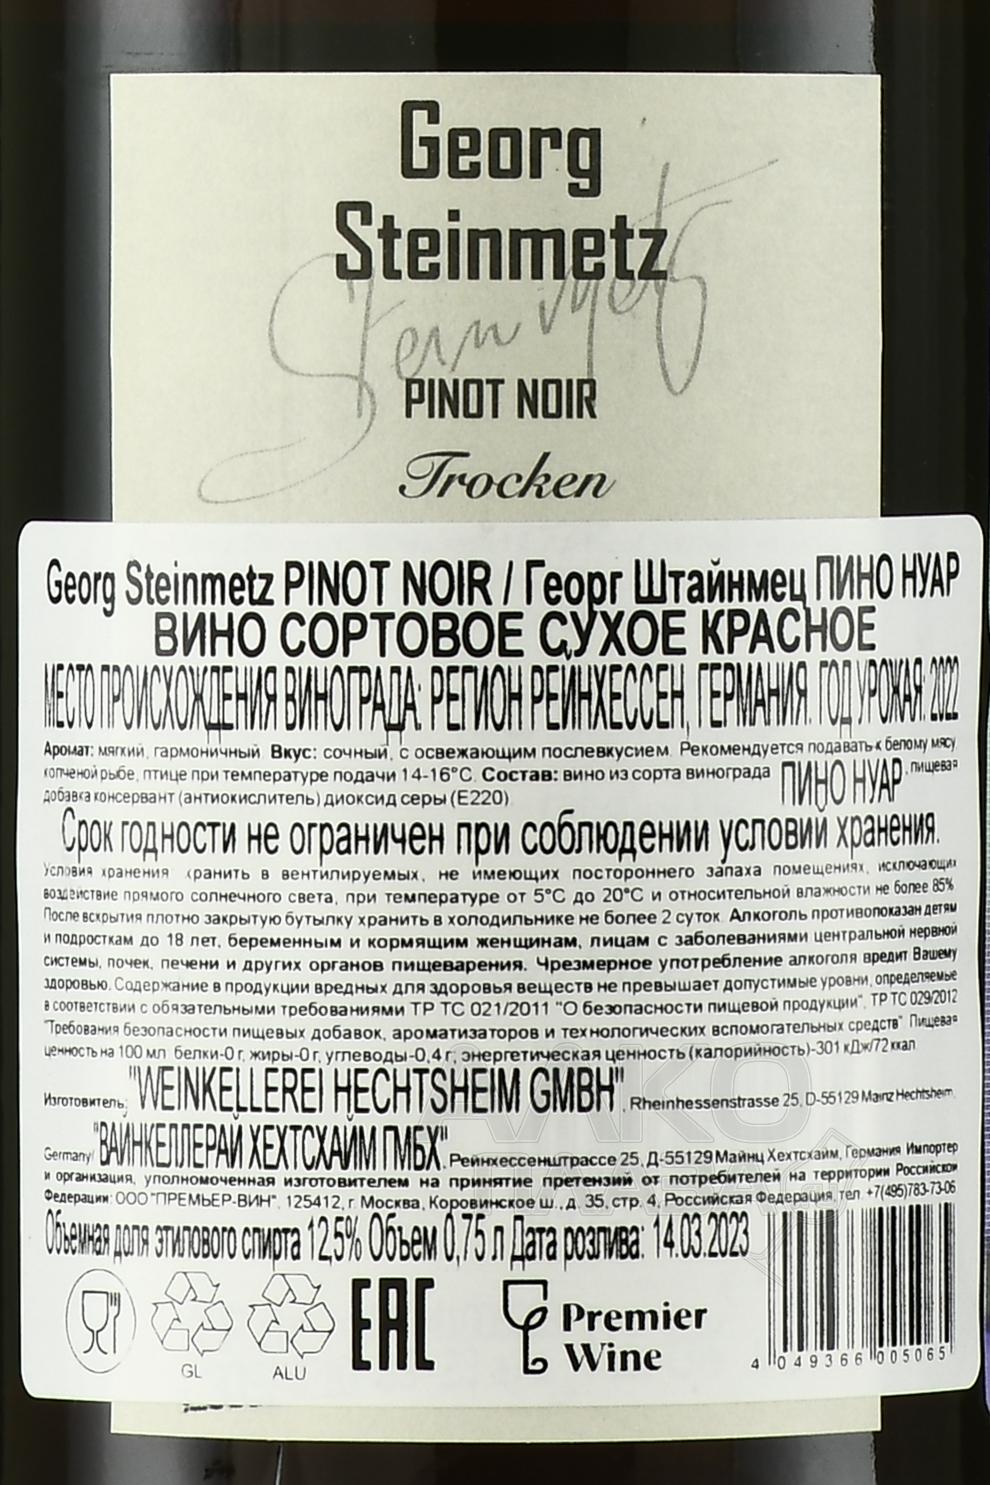 Georg
Steinmetz
Steinmetz
PINOT NOIR
Trocken
Georg Steinmetz PINOT NOIR / Георг Штайнмец ПИНО НУАР
ВИНО СОРТОВОЕ СУХОЕ КРАСНОЕ
МЕСТО ПРОИСХОЖДЕНИЯ ВИНОГРАДА: РЕГИОН РЕЙНХЕССЕН, ГЕРМАНИЯ. ГОД УРОЖАЯ: 2022
Аромат: мягкий, гармоничный. Вкус: сочный, с освежающим послевкусием. Рекомендуется подавать к белому мясу,
копченой рыбе, птице при температуре подачи 14-16°С. Состав: вино из сорта винограда ПИНО НУАР, пищевая
добавка консервант (антиокислитель) диоксид серы (Е220)
Срок годности не ограничен при соблюдении условий хранения.
Условия хранения: хранить в вентилируемых, не имеющих постороннего запаха помещениях, исключающих
воздействие прямого солнечного света, при температуре от 5°С до 20°С и относительной влажности не более 85%
После вскрытия плотно закрытую бутылку хранить в холодильнике не более 2 суток. Алкоголь противопоказан детям
и подросткам до 18 лет, беременным и кормящим женщинам, лицам с заболеваниями центральной нервной
системы, почек, печени и других органов пищеварения. Чрезмерное употребление алкоголя вредит Вашему
здоровью. Содержание в продукции вредных для здоровья веществ не превышает допустимые уровни, определяемые
в соответствии с обязательными требованиями ТР ТС 021/2011 "О безопасности пищевой продукции", ТР ТС 029/2012
"Требования безопасности пищевых добавок, ароматизаторов и технологических вспомогательных средств" Пищевая
ценность на 100 мл: белки-0 г, жиры-0 г, углеводы-0,4 г; энергетическая ценность (калорийность)-301 кДж/72 ккал.
Изготовитель: "WEINKELLEREI HECHTSHEIM GMBH", Rheinhessenstrasse 25, D-55129 Mainz Hechtsheim,
Germany/ "ВАЙНКЕЛЛЕРАЙ ХЕХТСХАЙМ ГМБХ", Рейнхессенштрассе 25, Д-55129 Майнц Хехтсхайм, Германия Импортер
и организация, уполномоченная изготовителем на принятие претензий от потребителей на территории Российской
Федерации: ООО "ПРЕМЬЕР-ВИН", 125412, г. Москва, Коровинское ш., д. 35, стр. 4, Российская Федерация, тел. +7(495)783-73-06
Объемная доля этилового спирта 12,5% Объем 0,75 л Дата розлива: 14.03.2023
GL
ALU
EAC
Premier
Wine
4 049366 005065